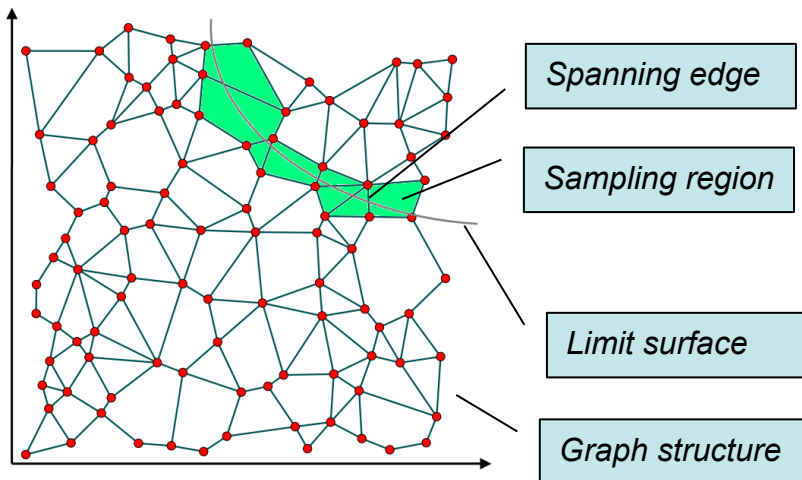 Spanning edge
Sampling region
Limit surface
Graph structure